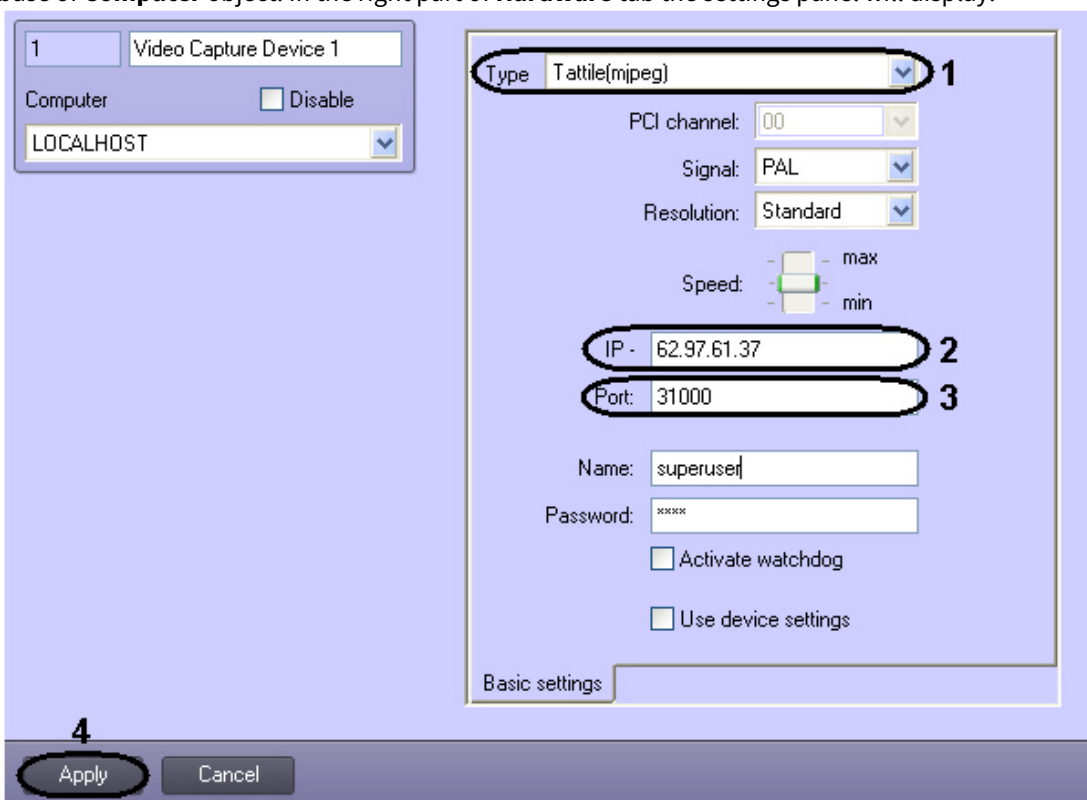 base of Computer object in the right part of Hardware tab the settings panel will display.
1 Video Capture Device 1
Computer Disable
LOCALHOST
Type Tattile(mjpeg) 1
PCI channel: 00
Signal: PAL
Resolution: Standard
Speed: max
min
IP - 62.97.61.37 2
Port: 31000 3
Name: superuser
Password: ****
Activate watchdog
Use device settings
Basic settings
4
Apply Cancel